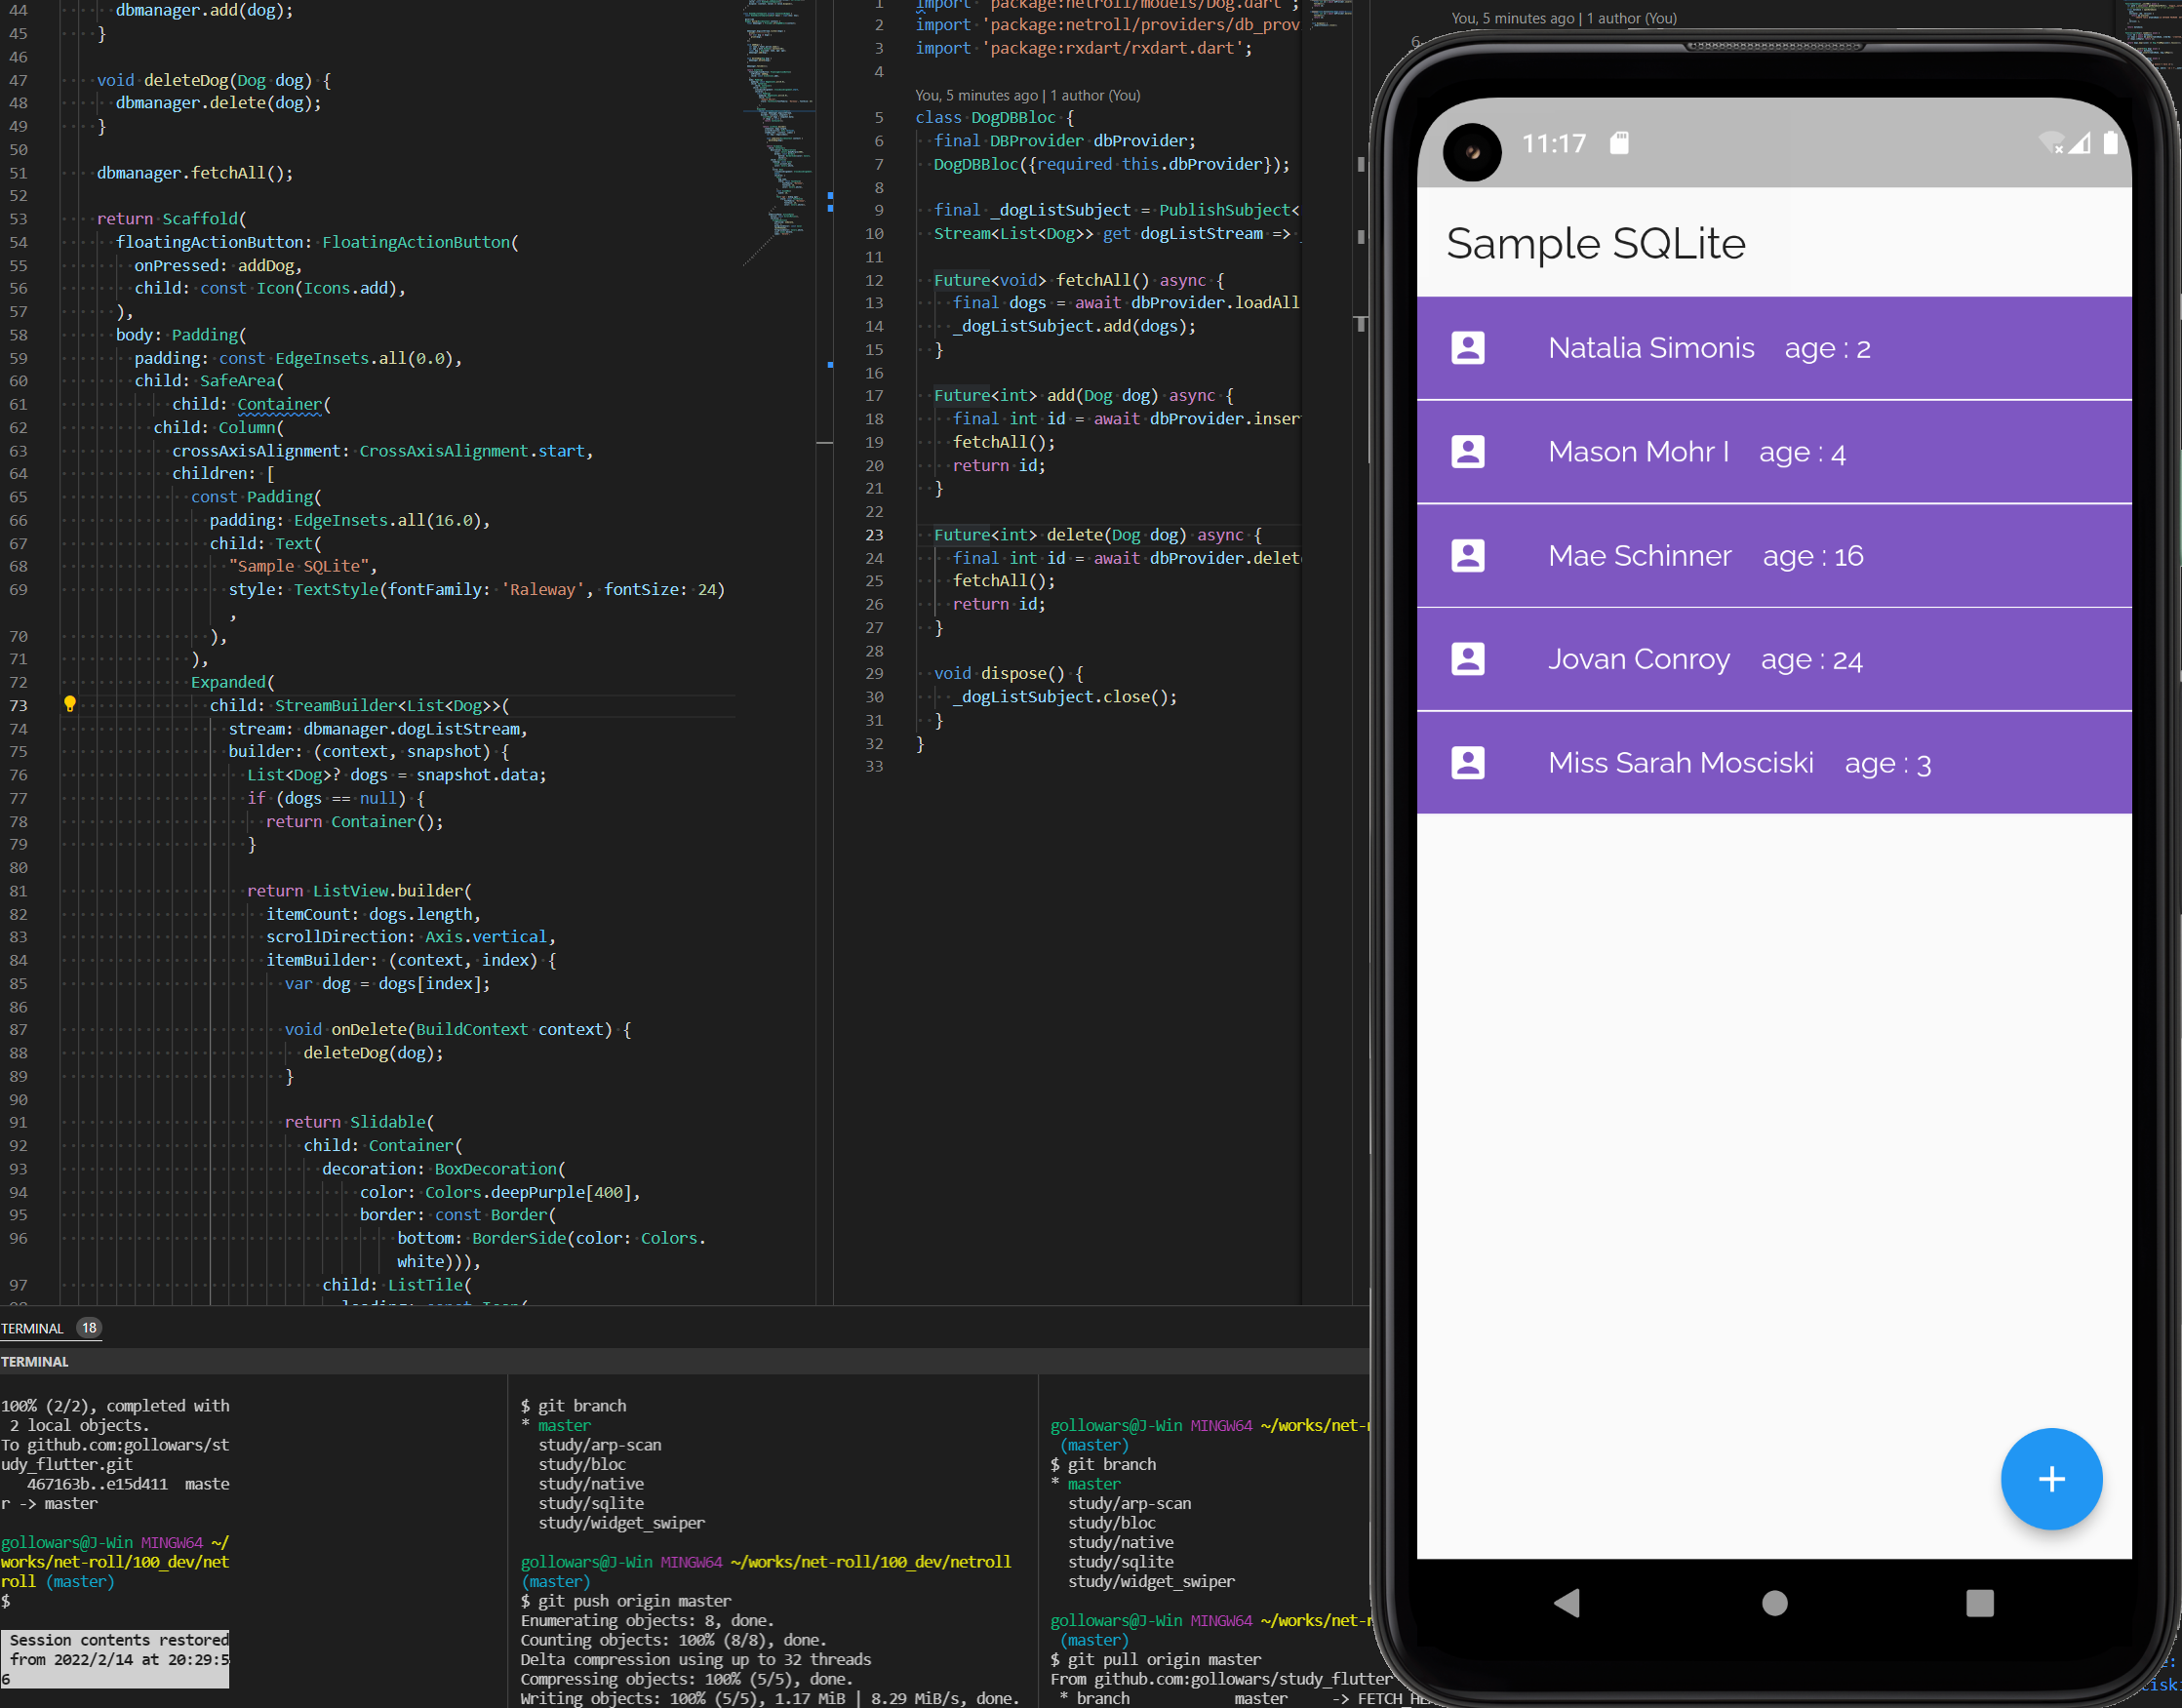 44 dbmanager.add(dog);
45 }
46
47 void deleteDog(Dog dog) {
48 dbmanager.delete(dog);
49 }
50
51 dbmanager.fetchAll();
52
53 return Scaffold(
54 floatingActionButton: FloatingActionButton(
55 onPressed: addDog,
56 child: const Icon(Icons.add),
57 ),
58 body: Padding(
59 padding: const EdgeInsets.all(0.0),
60 child: SafeArea(
61 child: Container(
62 child: Column(
63 crossAxisAlignment: CrossAxisAlignment.start,
64 children: [
65 const Padding(
66 padding: EdgeInsets.all(16.0),
67 child: Text(
68 "Sample SQLite",
69 style: TextStyle(fontFamily: 'Raleway', fontSize: 24)
,
70 ),
71 ),
72 Expanded(
73 child: StreamBuilder<List<Dog>>(
74 stream: dbmanager.dogListStream,
75 builder: (context, snapshot) {
76 List<Dog>? dogs = snapshot.data;
77 if (dogs == null) {
78 return Container();
79 }
80
81 return ListView.builder(
82 itemCount: dogs.length,
83 scrollDirection: Axis.vertical,
84 itemBuilder: (context, index) {
85 var dog = dogs[index];
86
87 void onDelete(BuildContext context) {
88 deleteDog(dog);
89 }
90
91 return Slidable(
92 child: Container(
93 decoration: BoxDecoration(
94 color: Colors.deepPurple[400],
95 border: const Border(
96 bottom: BorderSide(color: Colors.
white))),
97 child: ListTile(
1 import 'package:netroll/models/Dog.dart';
2 import 'package:netroll/providers/db_prov
3 import 'package:rxdart/rxdart.dart';
4
You, 5 minutes ago | 1 author (You)
5 class DogDBBloc {
6 final DBProvider dbProvider;
7 DogDBBloc({required this.dbProvider});
8
9 final _dogListSubject = PublishSubject<
10 Stream<List<Dog>> get dogListStream => _
11
12 Future<void> fetchAll() async {
13 final dogs = await dbProvider.loadAll
14 _dogListSubject.add(dogs);
15 }
16
17 Future<int> add(Dog dog) async {
18 final int id = await dbProvider.inser
19 fetchAll();
20 return id;
21 }
22
23 Future<int> delete(Dog dog) async {
24 final int id = await dbProvider.delet
25 fetchAll();
26 return id;
27 }
28
29 void dispose() {
30 _dogListSubject.close();
31 }
32 }
33
You, 5 minutes ago | 1 author (You)
6
11:17
Sample SQLite
Natalia Simonis age : 2
Mason Mohr I age : 4
Mae Schinner age : 16
Jovan Conroy age : 24
Miss Sarah Mosciski age : 3
+
TERMINAL 18
TERMINAL
100% (2/2), completed with
2 local objects.
To github.com:gollowars/st
udy_flutter.git
467163b..e15d411 maste
r -> master
gollowars@J-Win MINGW64 ~/
works/net-roll/100_dev/net
roll (master)
$
Session contents restored
from 2022/2/14 at 20:29:5
6
$ git branch
* master
study/arp-scan
study/bloc
study/native
study/sqlite
study/widget_swiper
gollowars@J-Win MINGW64 ~/works/net-roll/100_dev/netroll
(master)
$ git push origin master
Enumerating objects: 8, done.
Counting objects: 100% (8/8), done.
Delta compression using up to 32 threads
Compressing objects: 100% (5/5), done.
Writing objects: 100% (5/5), 1.17 MiB | 8.29 MiB/s, done.
gollowars@J-Win MINGW64 ~/works/net-r
(master)
$ git branch
* master
study/arp-scan
study/bloc
study/native
study/sqlite
study/widget_swiper
gollowars@J-Win MINGW64 ~/works/net-r
(master)
$ git pull origin master
From github.com:gollowars/study_flutter
* branch master -> FETCH_HEA